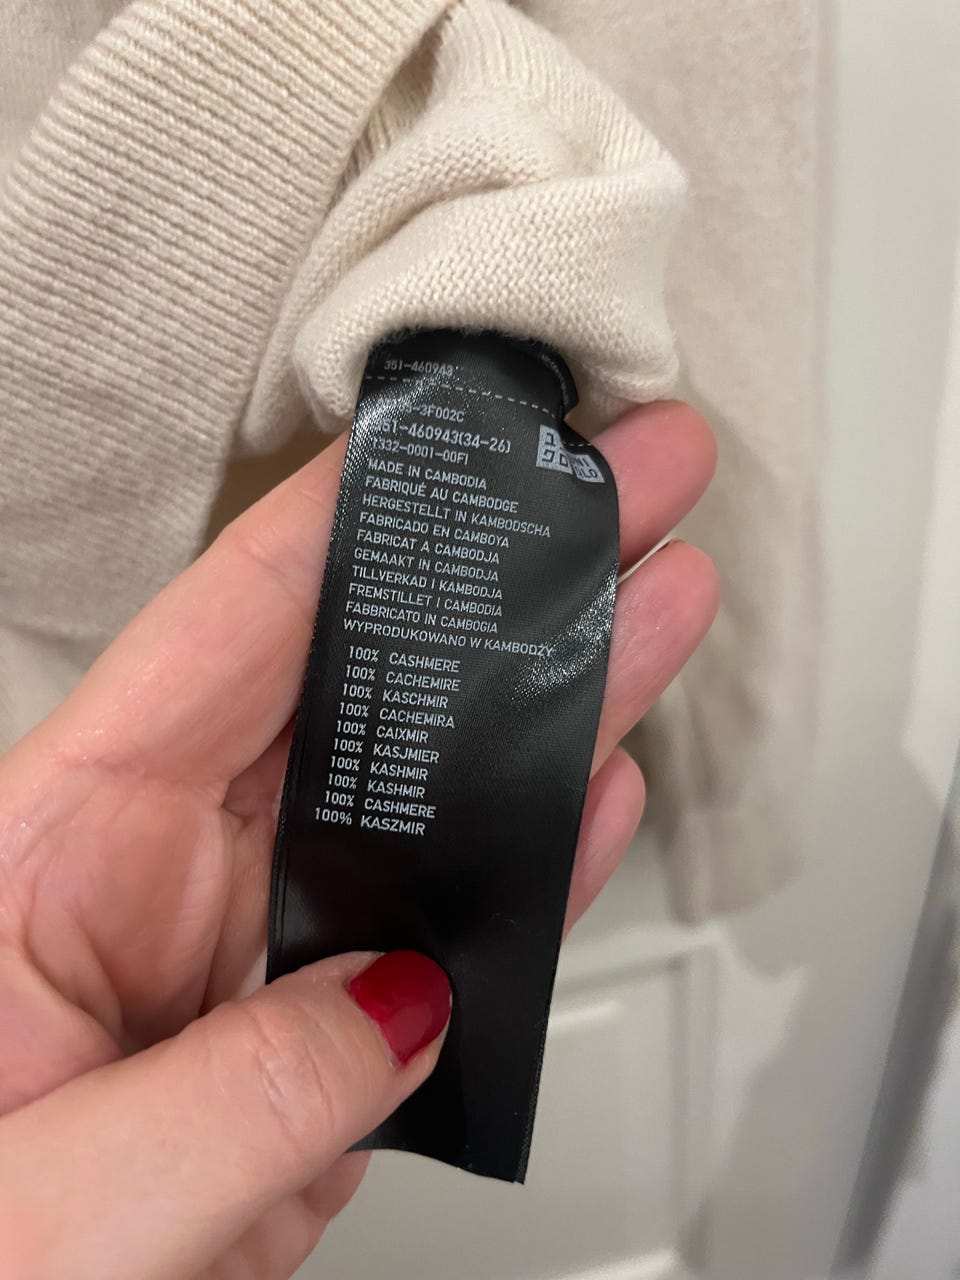 351-460943
-3F002C
351-460943(34-26)
1332-0001-00F1
MADE IN CAMBODIA
FABRIQUÉ AU CAMBODGE
HERGESTELLT IN KAMBODSCHA
FABRICADO EN CAMBOYA
FABRICAT A CAMBODJA
GEMAAKT IN CAMBODJA
TILLVERKAD I KAMBODJA
FREMSTILLET I CAMBODIA
FABBRICATO IN CAMBOGIA
WYPRODUKOWANO W KAMBODŻY
100% CASHMERE
100% CACHEMIRE
100% KASCHMIR
100% CACHEMIRA
100% CAIXMIR
100% KASJMIER
100% KASHMIR
100% KASHMIR
100% CASHMERE
100% KASZMIR